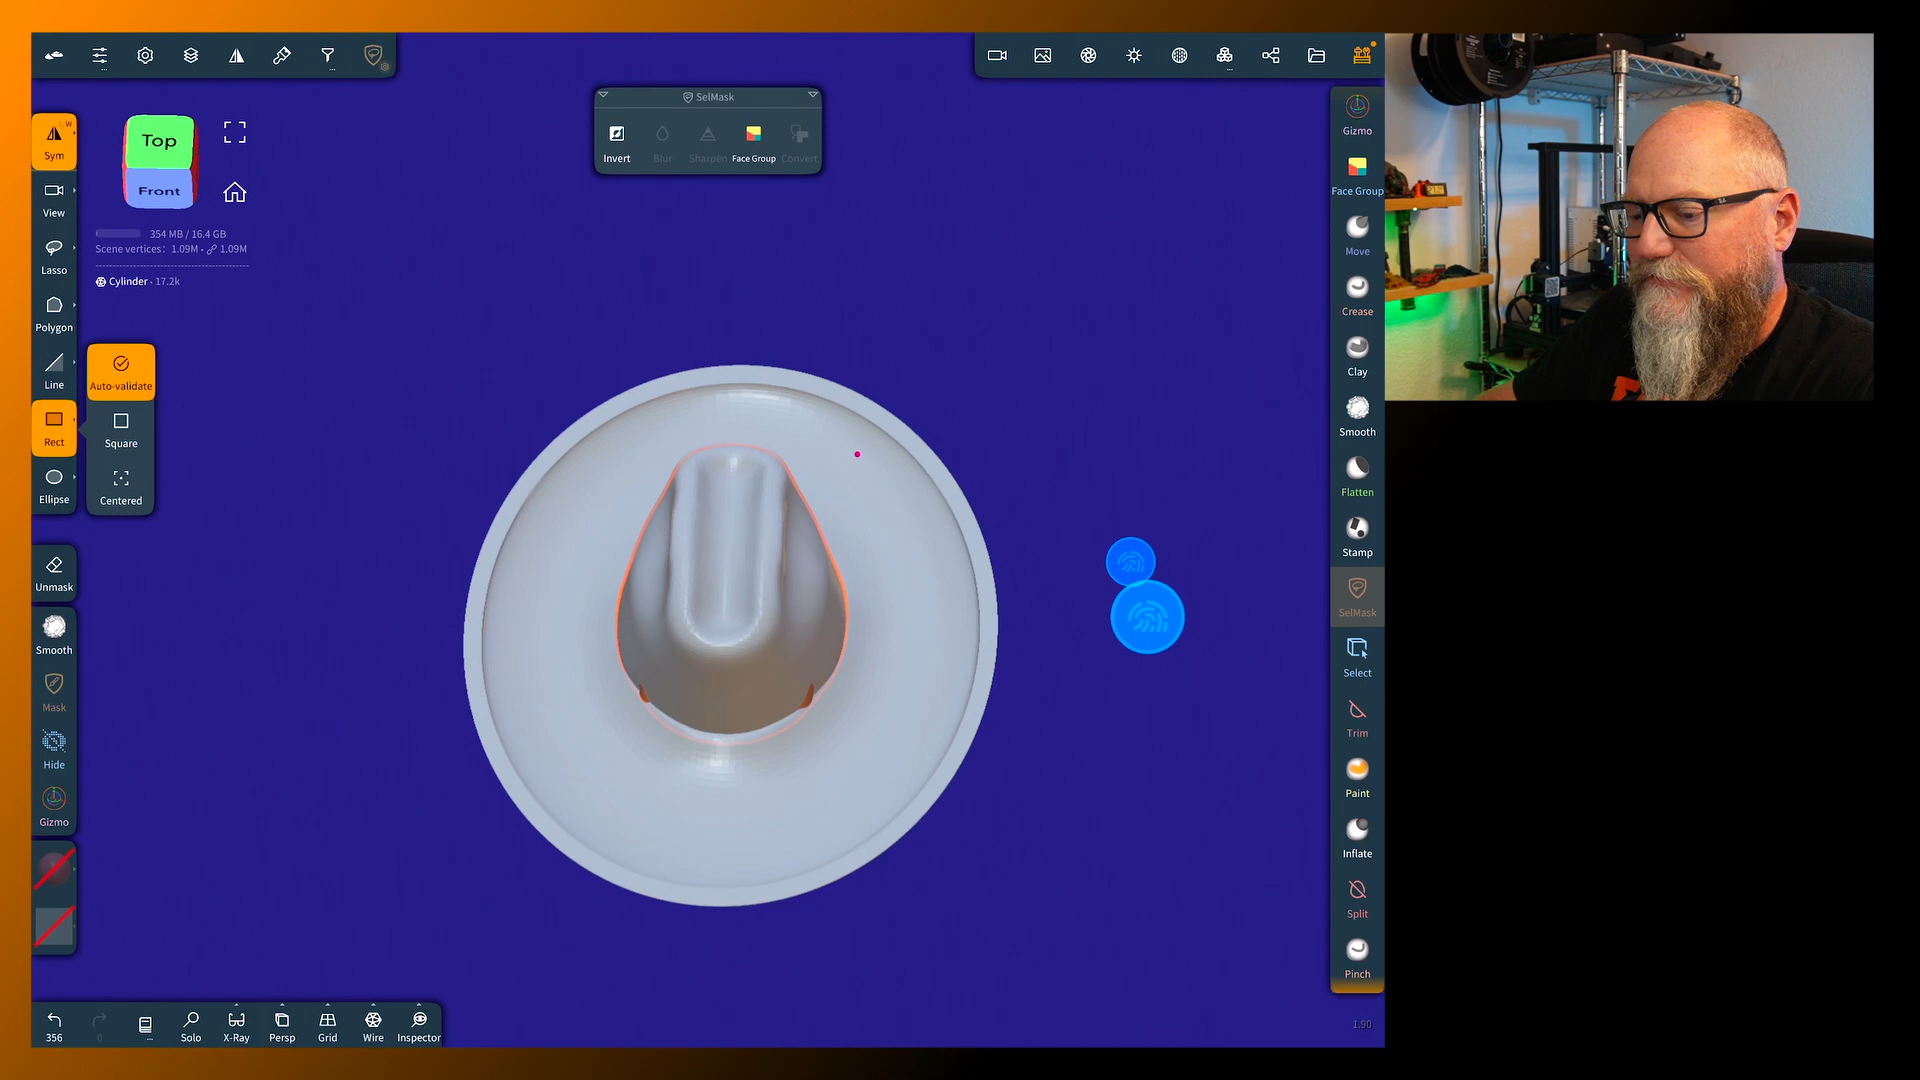 SelMask
Invert
Blur
Sharpen
Face Group
Convert
Sym
Top
Front
354 MB / 16.4 GB
Scene vertices: 1.09M • 1.09M
Cylinder • 17.2k
View
Lasso
Polygon
Line
Rect
Ellipse
Auto-validate
Square
Centered
Unmask
Smooth
Mask
Hide
Gizmo
356
0
Solo
X-Ray
Persp
Grid
Wire
Inspector
Gizmo
Face Group
Move
Crease
Clay
Smooth
Flatten
Stamp
SelMask
Select
Trim
Paint
Inflate
Split
Pinch
1.90